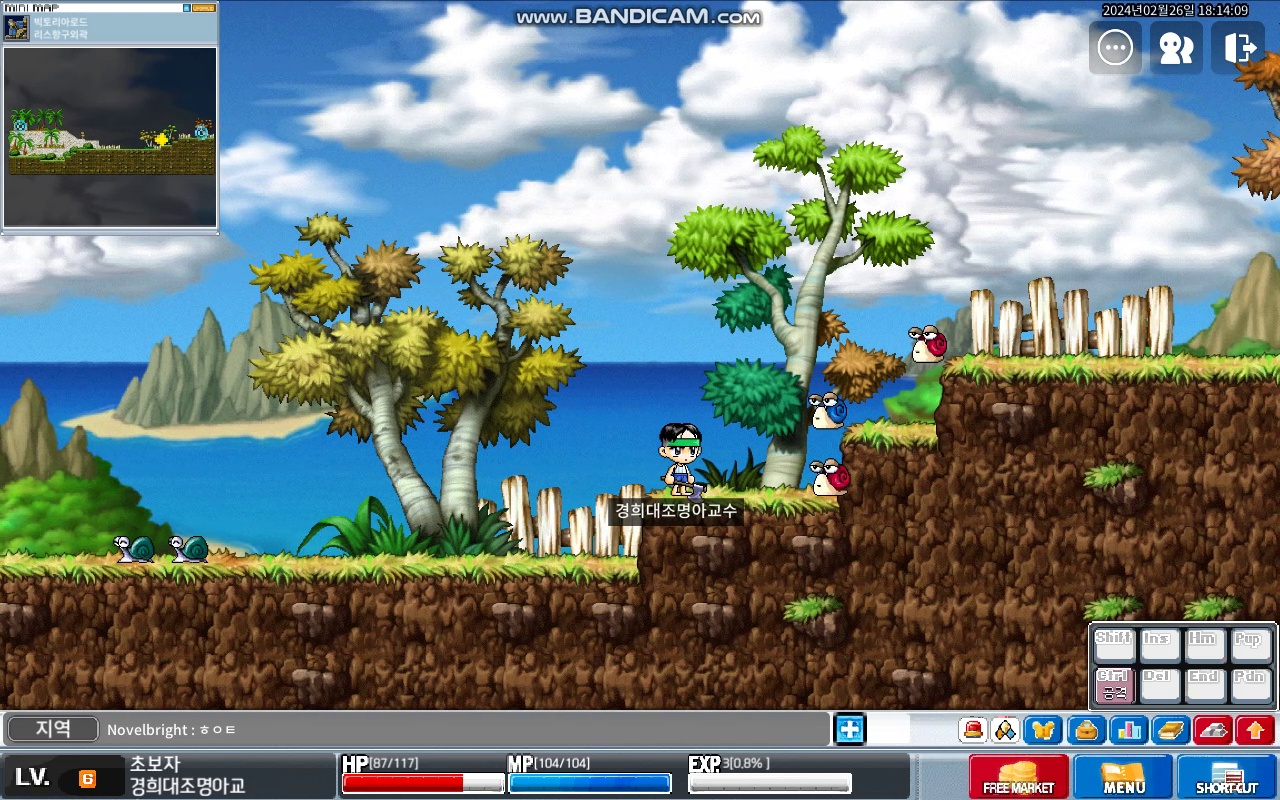 MINI MAP
WORLD
빅토리아로드
리스항구외곽
www.BANDICAM.com
2024년02월26일 18:14:09
경희대조명아교수
Shift Ins Hm Pup
Ctrl Del End Pdn
공격
지역 Novelbright : ㅎㅇㅌ
LV. 6 초보자
경희대조명아교
HP[87/117] MP[104/104] EXP 3[0.8%]
FREE MARKET MENU SHORTCUT